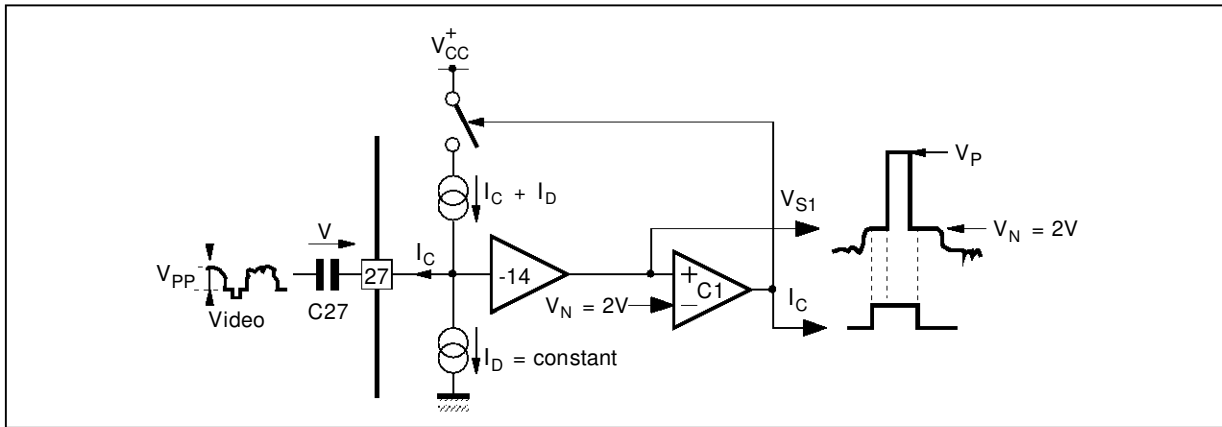 V+CC
IC + ID
V
IC
27
-14
VPP
Video
C27
VN = 2V
+
C1
−
ID = constant
VS1
VP
VN = 2V
IC